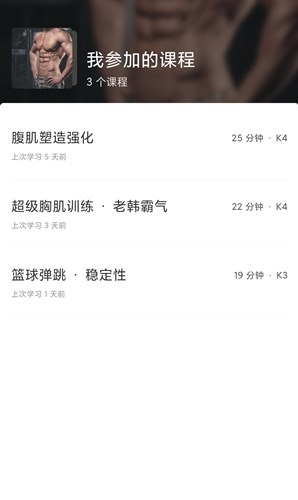 我参加的课程
3 个课程
腹肌塑造强化
25 分钟 · K4
上次学习 5 天前
超级胸肌训练 · 老韩霸气
22 分钟 · K4
上次学习 3 天前
篮球弹跳 · 稳定性
19 分钟 · K3
上次学习 1 天前